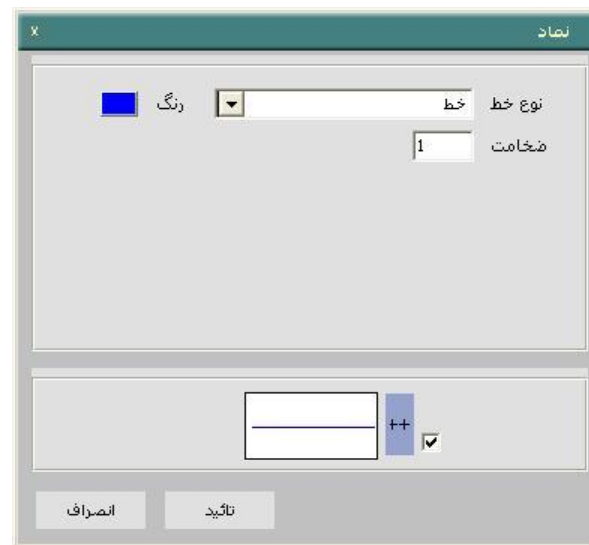 نماد x
نوع خط خط رنگ
ضخامت 1
++
تائید انصراف